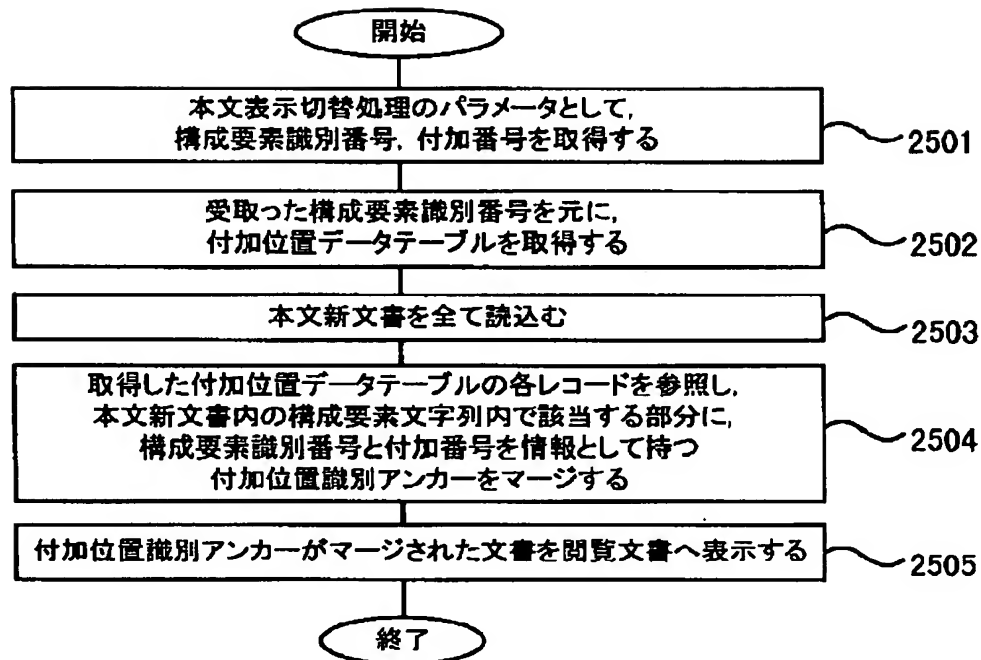 開始
本文表示切替処理のパラメータとして,
構成要素識別番号, 付加番号を取得する
2501
受取った構成要素識別番号を元に,
付加位置データテーブルを取得する
2502
本文新文書を全て読込む
2503
取得した付加位置データテーブルの各レコードを参照し,
本文新文書内の構成要素文字列内で該当する部分に,
構成要素識別番号と付加番号を情報として持つ
付加位置識別アンカーをマージする
2504
付加位置識別アンカーがマージされた文書を閲覧文書へ表示する
2505
終了